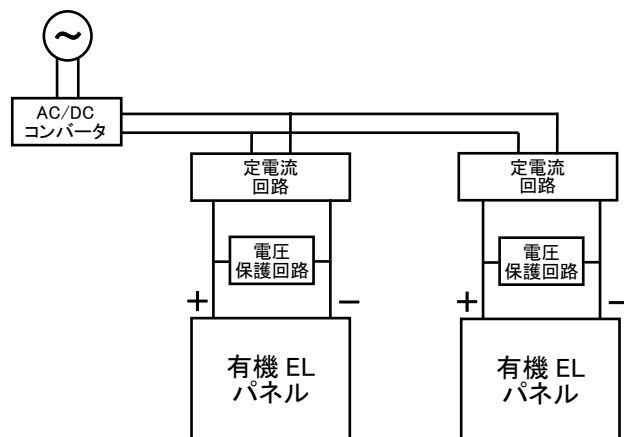 ~
AC/DC
コンバータ
定電流
回路
定電流
回路
電圧
保護回路
電圧
保護回路
+
−
+
−
有機 EL
パネル
有機 EL
パネル